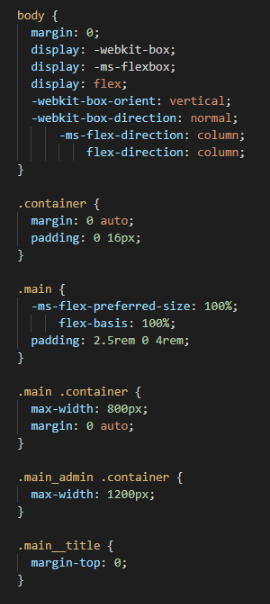 body {
  margin: 0;
  display: -webkit-box;
  display: -ms-flexbox;
  display: flex;
  -webkit-box-orient: vertical;
  -webkit-box-direction: normal;
      -ms-flex-direction: column;
          flex-direction: column;
}

.container {
  margin: 0 auto;
  padding: 0 16px;
}

.main {
  -ms-flex-preferred-size: 100%;
      flex-basis: 100%;
  padding: 2.5rem 0 4rem;
}

.main .container {
  max-width: 800px;
  margin: 0 auto;
}

.main_admin .container {
  max-width: 1200px;
}

.main__title {
  margin-top: 0;
}